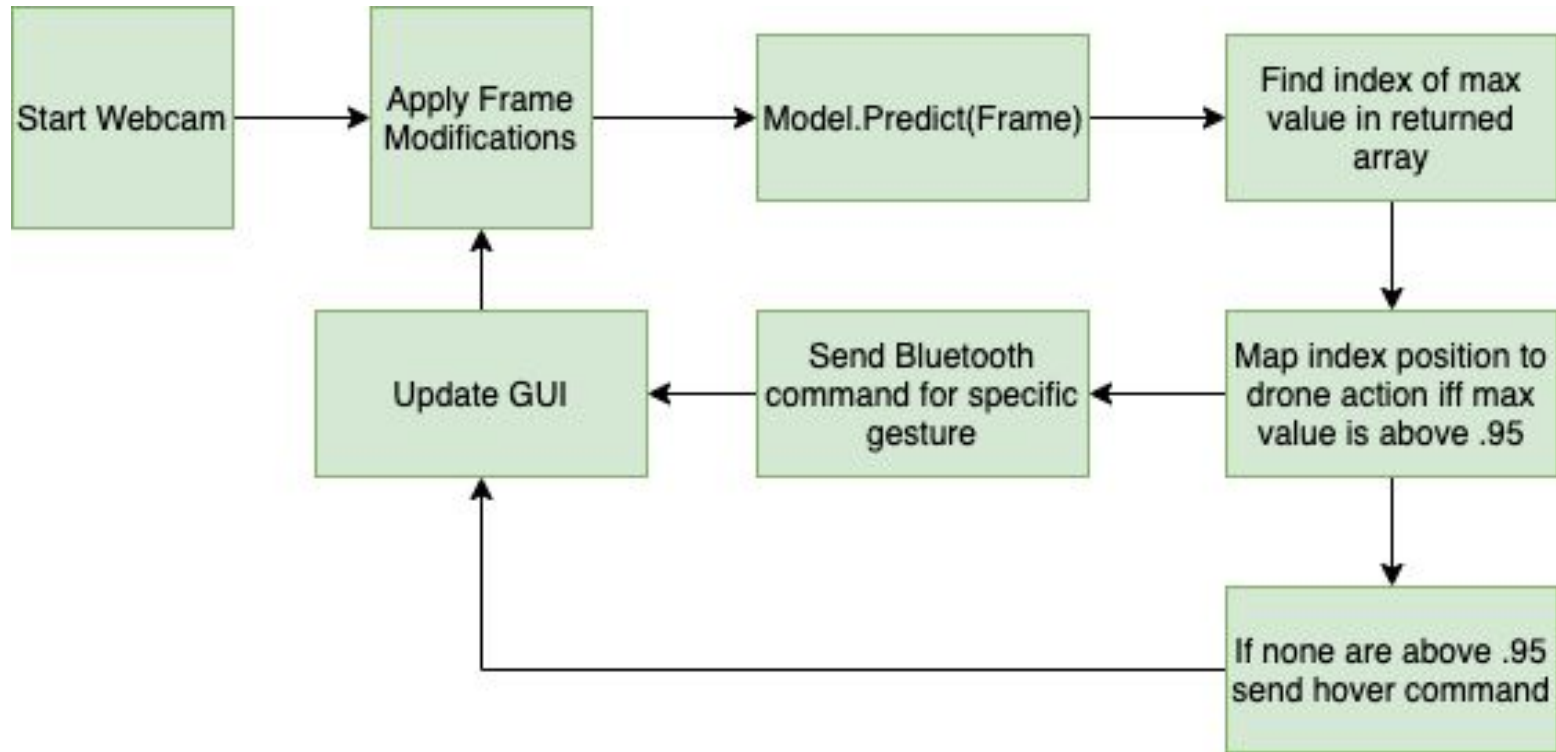 Start Webcam
Apply Frame
Modifications
Model.Predict(Frame)
Find index of max
value in returned
array
Map index position to
drone action iff max
value is above .95
Send Bluetooth
command for specific
gesture
Update GUI
If none are above .95
send hover command